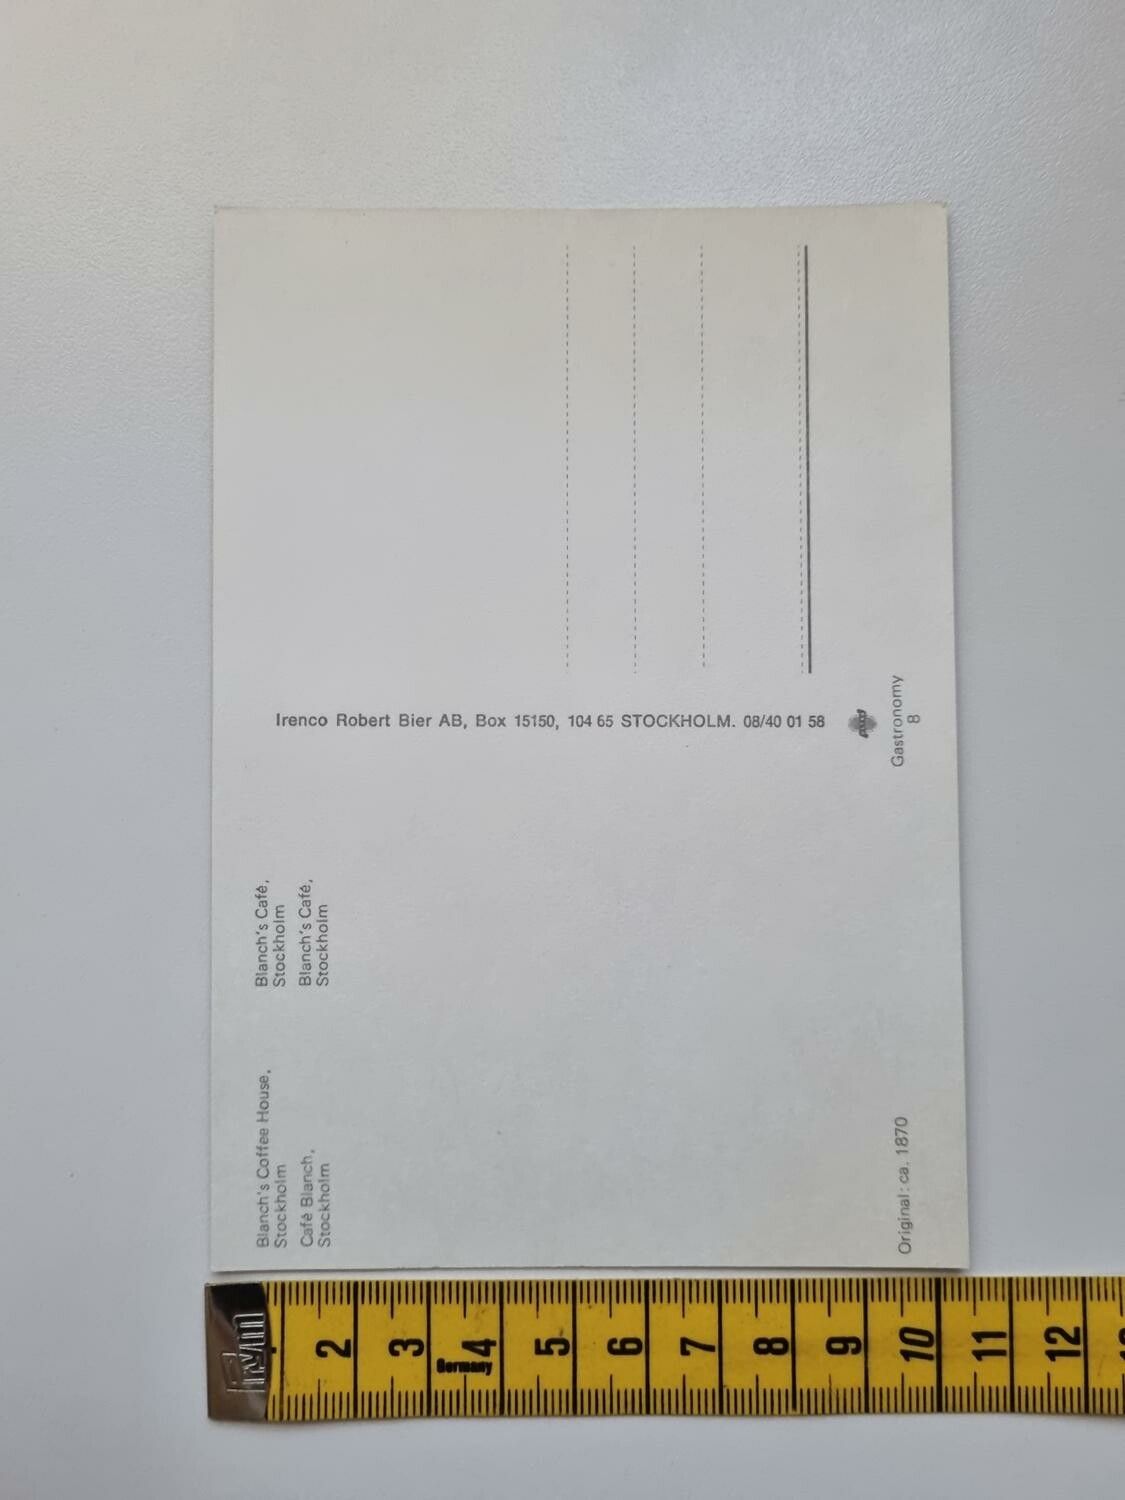 Blanch's Coffee House,
Stockholm
Café Blanch,
Stockholm
Blanch's Café,
Stockholm
Blanch's Café,
Stockholm
Irenco Robert Bier AB, Box 15150, 104 65 STOCKHOLM. 08/40 01 58
Gastronomy
8
Original: ca. 1870
Prym
2 3 4 5 6 7 8 9 10 11 12
Germany